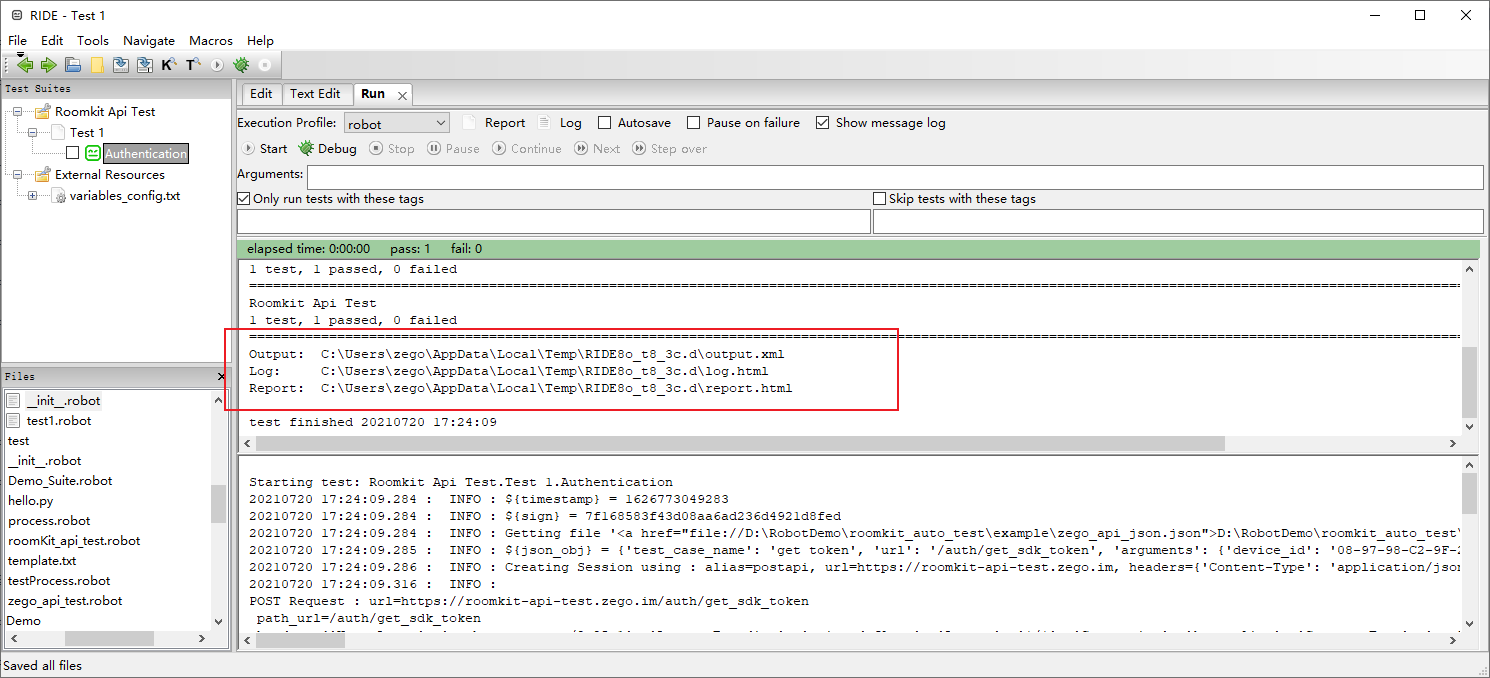 RIDE - Test 1
File Edit Tools Navigate Macros Help
Test Suites
Roomkit Api Test
Test 1
Authentication
External Resources
variables_config.txt
Files
__init__.robot
test1.robot
test
__init__.robot
Demo_Suite.robot
hello.py
process.robot
roomKit_api_test.robot
template.txt
testProcess.robot
zego_api_test.robot
Demo
Edit Text Edit Run
Execution Profile: robot Report Log Autosave Pause on failure Show message log
Start Debug Stop Pause Continue Next Step over
Arguments:
Only run tests with these tags Skip tests with these tags
elapsed time: 0:00:00 pass: 1 fail: 0
1 test, 1 passed, 0 failed
Roomkit Api Test
1 test, 1 passed, 0 failed
Output: C:\Users\zego\AppData\Local\Temp\RIDE8o_t8_3c.d\output.xml
Log: C:\Users\zego\AppData\Local\Temp\RIDE8o_t8_3c.d\log.html
Report: C:\Users\zego\AppData\Local\Temp\RIDE8o_t8_3c.d\report.html
test finished 20210720 17:24:09
Starting test: Roomkit Api Test.Test 1.Authentication
20210720 17:24:09.284 : INFO : ${timestamp} = 1626773049283
20210720 17:24:09.284 : INFO : ${sign} = 7f168583f43d08aa6ad236d4921d8fed
20210720 17:24:09.284 : INFO : Getting file '<a href="file://D:\RobotDemo\roomkit_auto_test\example\zego_api_json.json">D:\RobotDemo\roomkit_auto_test\
20210720 17:24:09.285 : INFO : ${json_obj} = {'test_case_name': 'get token', 'url': '/auth/get_sdk_token', 'arguments': {'device_id': '08-97-98-C2-9F-2
20210720 17:24:09.286 : INFO : Creating Session using : alias=postapi, url=https://roomkit-api-test.zego.im, headers={'Content-Type': 'application/json
20210720 17:24:09.316 : INFO :
POST Request : url=https://roomkit-api-test.zego.im/auth/get_sdk_token
path_url=/auth/get_sdk_token
Saved all files